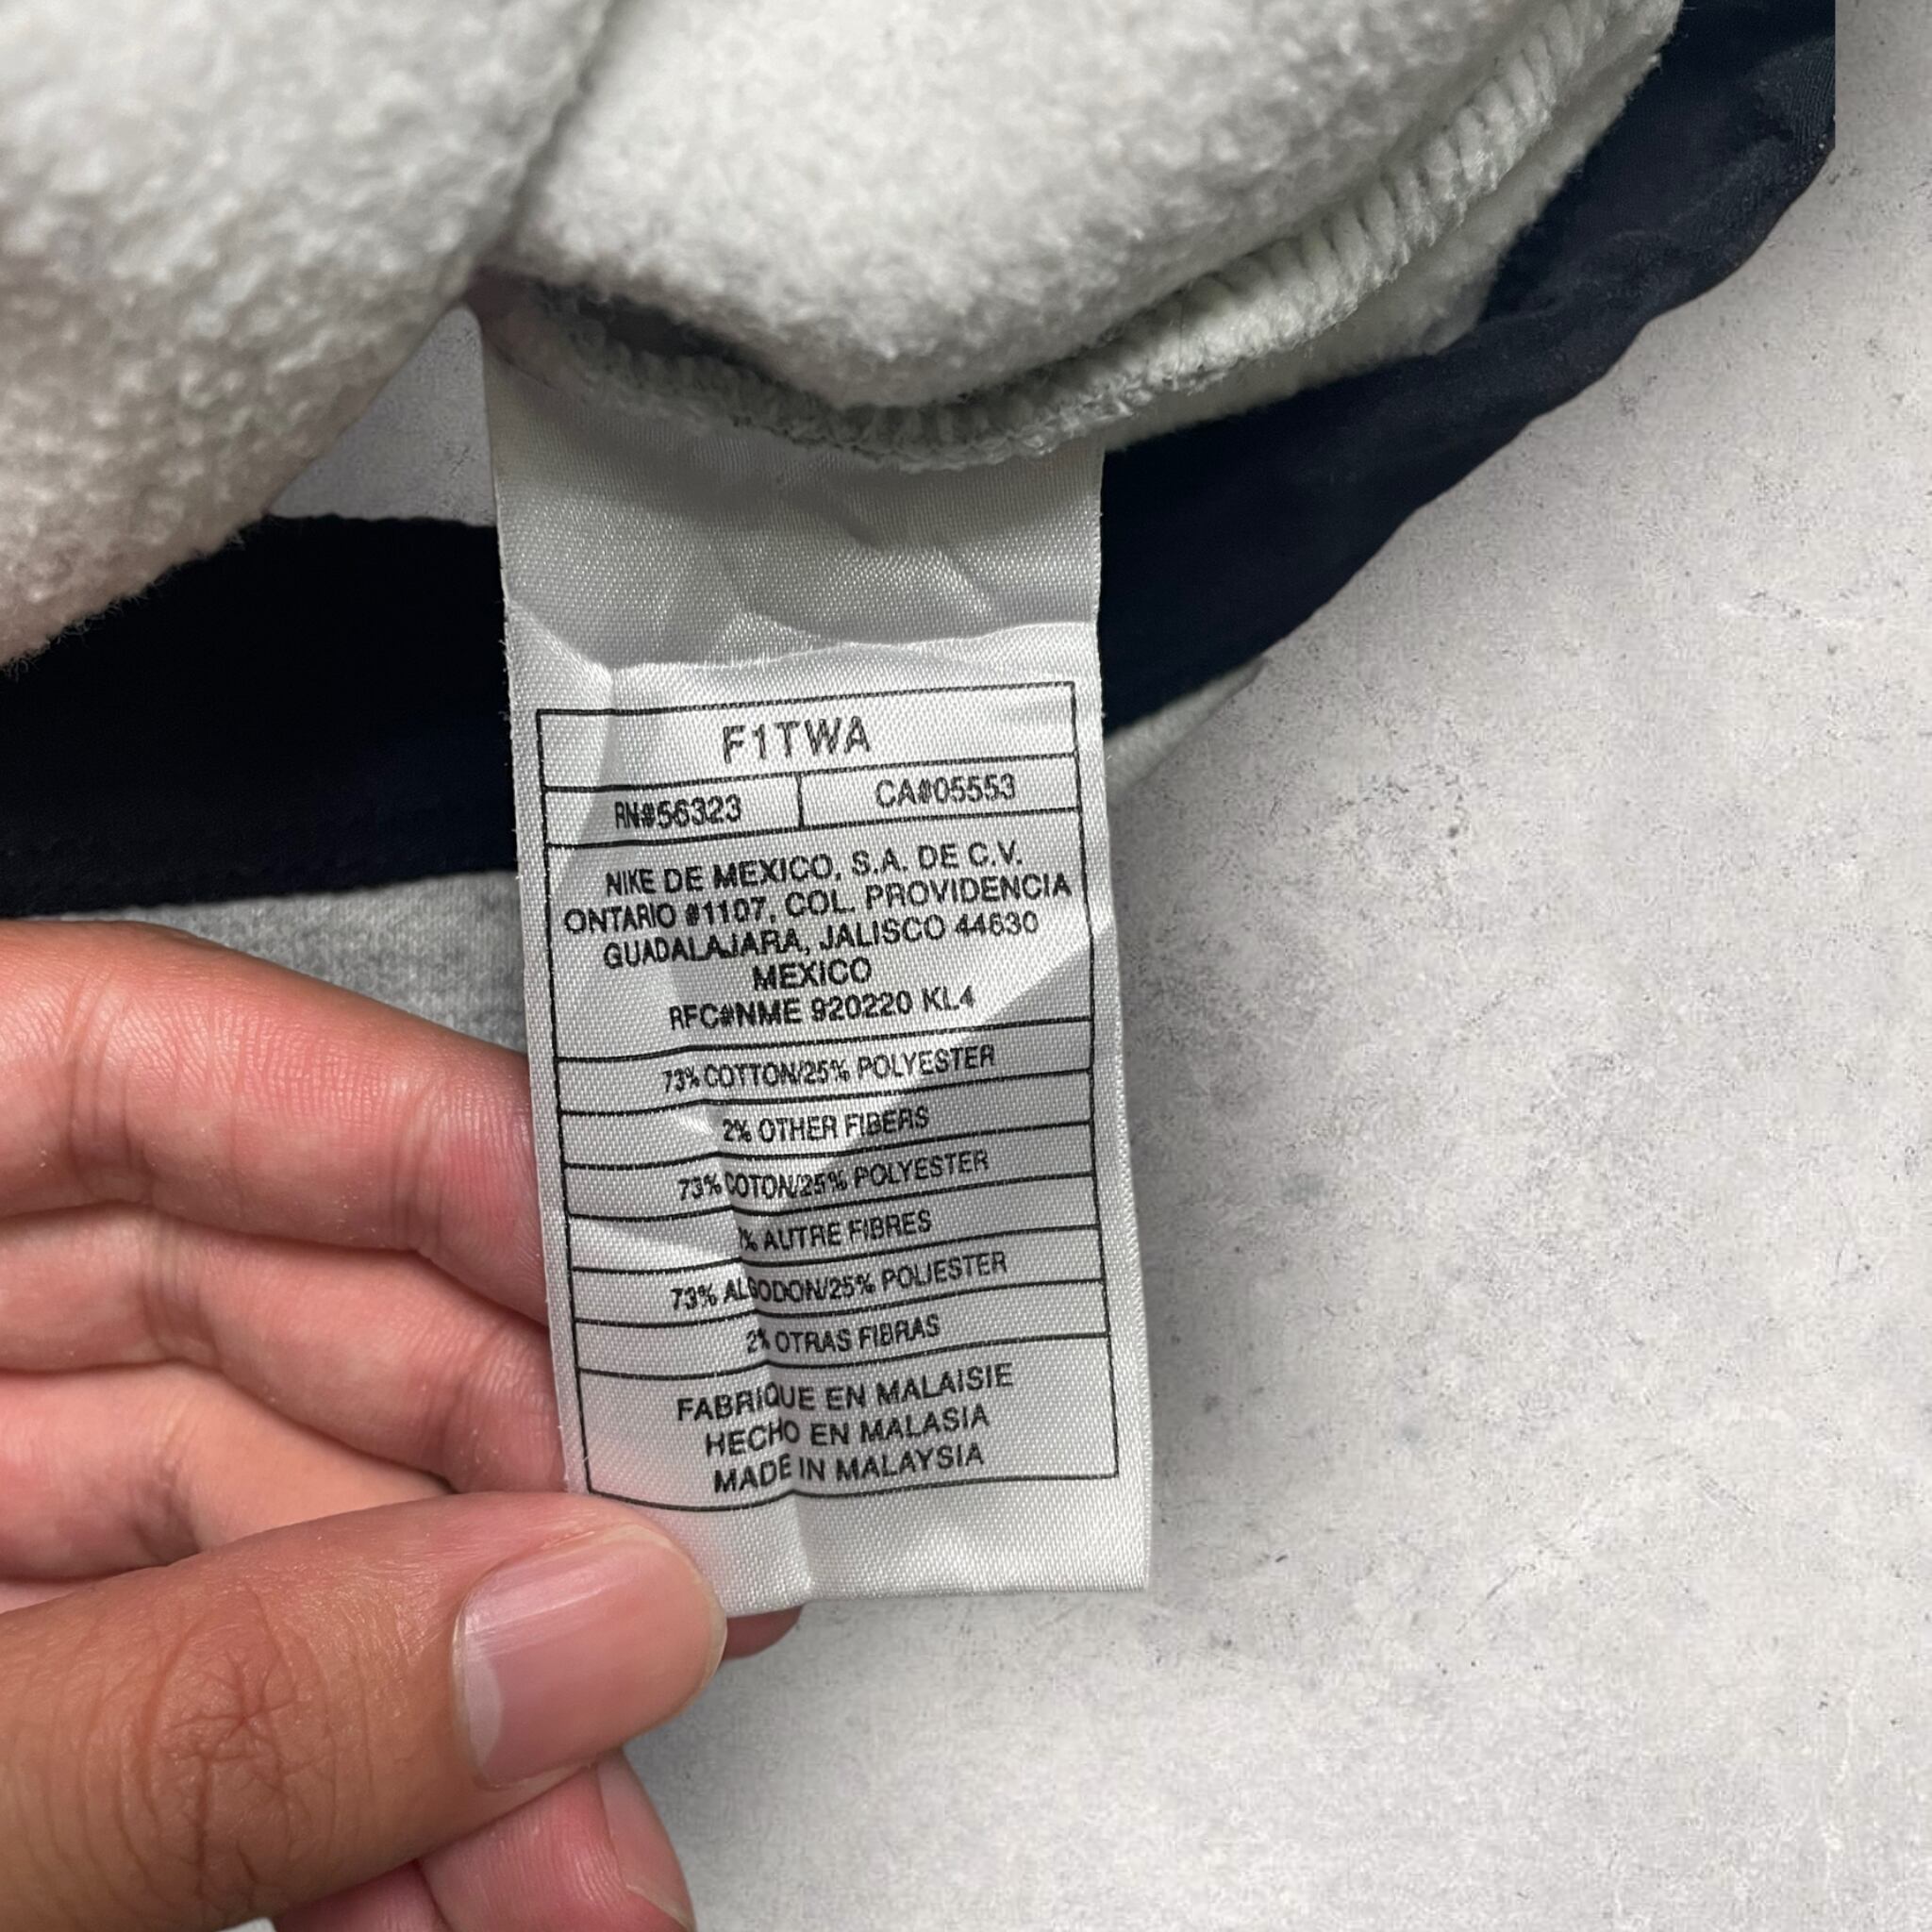 F1TWA
RN#56323 CA#05553
NIKE DE MEXICO, S.A. DE C.V.
ONTARIO #1107, COL. PROVIDENCIA
GUADALAJARA, JALISCO 44630
MEXICO
RFC#NME 920220 KL4
73% COTTON/25% POLYESTER
2% OTHER FIBERS
73% COTON/25% POLYESTER
% AUTRE FIBRES
73% ALGODON/25% POLIESTER
2% OTRAS FIBRAS
FABRIQUE EN MALAISIE
HECHO EN MALASIA
MADE IN MALAYSIA